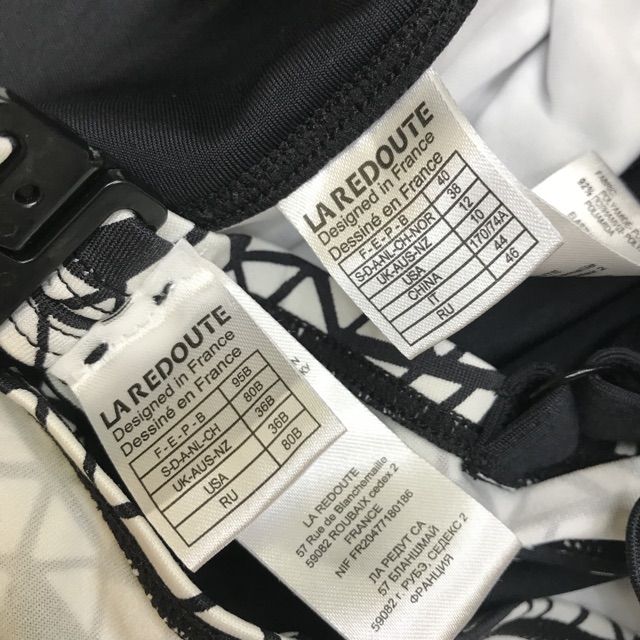 LA REDOUTE
Designed in France
Dessiné en France
F-E-P-B 40
S-D-ANL-CH-NOR 38
UK-AUS-NZ 12
USA 10
CHINA 170/74A
IT 44
RU 46
LA REDOUTE
Designed in France
Dessiné en France
F-E-P-B 95B
S-D-ANL-CH 80B
UK-AUS-NZ 36B
USA 36B
RU 80B
LA REDOUTE
57 Rue de Blanchemaille
59082 ROUBAIX cedex 2
FRANCE
NIF FR20477180186
ЛА РЕДУТ СА
57 БЛАНШМАЙ
59082 РУБЭ, СЕДЕКС 2
ФРАНЦИЯ